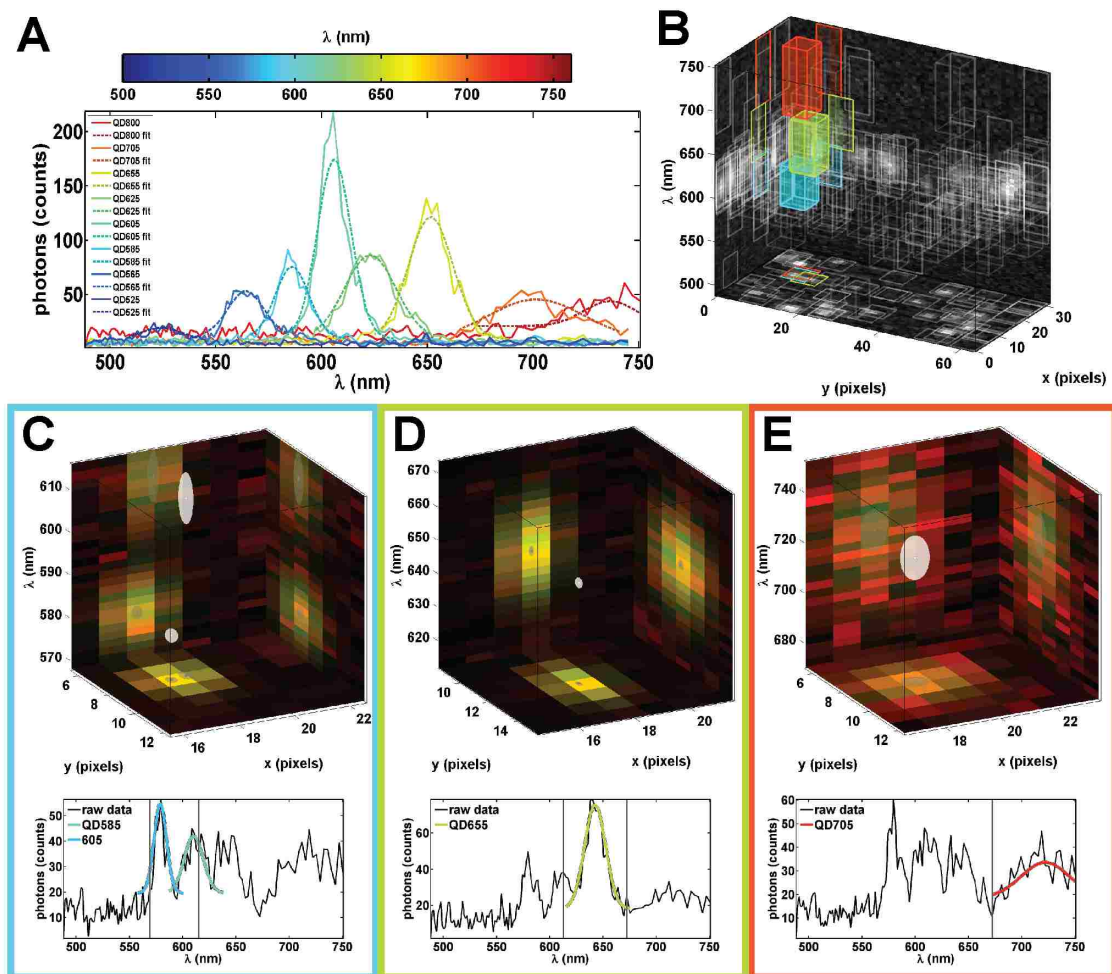 A
λ (nm)
500 550 600 650 700 750
photons (counts)
200
150
100
50
QD800
QD800 fit
QD705
QD705 fit
QD655
QD655 fit
QD625
QD625 fit
QD605
QD605 fit
QD585
QD585 fit
QD565
QD565 fit
QD525
QD525 fit
500 550 600 650 700 750
λ (nm)
B
λ (nm)
750
700
650
600
550
500
0 20 40 60
y (pixels)
0 10 20 30
x (pixels)
C
λ (nm)
610
600
590
580
570
6 8 10 12
y (pixels)
16 18 20 22
x (pixels)
photons (counts)
50
40
30
20
10
raw data
QD585
605
500 550 600 650 700 750
λ (nm)
D
λ (nm)
670
660
650
640
630
620
10 12 14
y (pixels)
16 18 20
x (pixels)
photons (counts)
60
40
20
0
raw data
QD655
500 550 600 650 700 750
λ (nm)
E
λ (nm)
740
720
700
680
6 8 10 12
y (pixels)
18 20 22
x (pixels)
photons (counts)
60
50
40
30
20
10
raw data
QD705
500 550 600 650 700 750
λ (nm)